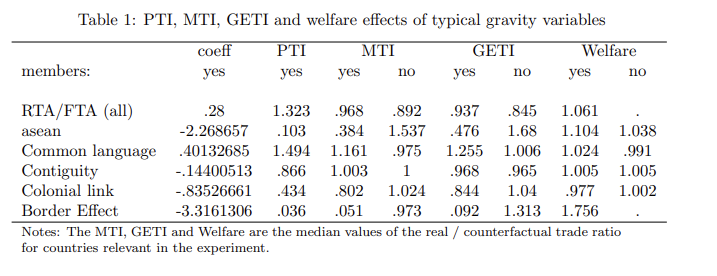 Table 1: PTI, MTI, GETI and welfare effects of typical gravity variables
coeff PTI MTI GETI Welfare
members: yes yes yes no yes no yes no
RTA/FTA (all) .28 1.323 .968 .892 .937 .845 1.061 .
asean -2.268657 .103 .384 1.537 .476 1.68 1.104 1.038
Common language .40132685 1.494 1.161 .975 1.255 1.006 1.024 .991
Contiguity -.14400513 .866 1.003 1 .968 .965 1.005 1.005
Colonial link -.83526661 .434 .802 1.024 .844 1.04 .977 1.002
Border Effect -3.3161306 .036 .051 .973 .092 1.313 1.756 .
Notes: The MTI, GETI and Welfare are the median values of the real / counterfactual trade ratio
for countries relevant in the experiment.